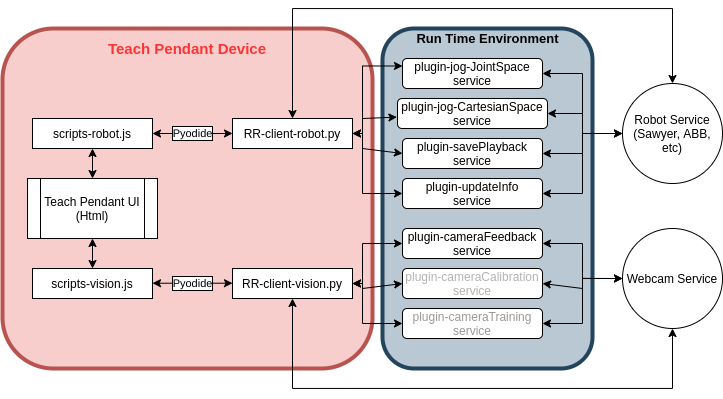 Teach Pendant Device
Run Time Environment
plugin-jog-JointSpace
service
plugin-jog-CartesianSpace
service
scripts-robot.js
Pyodide
RR-client-robot.py
Robot Service
(Sawyer, ABB,
etc)
plugin-savePlayback
service
Teach Pendant UI
(Html)
plugin-updateInfo
service
plugin-cameraFeedback
service
scripts-vision.js
Pyodide
RR-client-vision.py
plugin-cameraCalibration
service
Webcam Service
plugin-cameraTraining
service